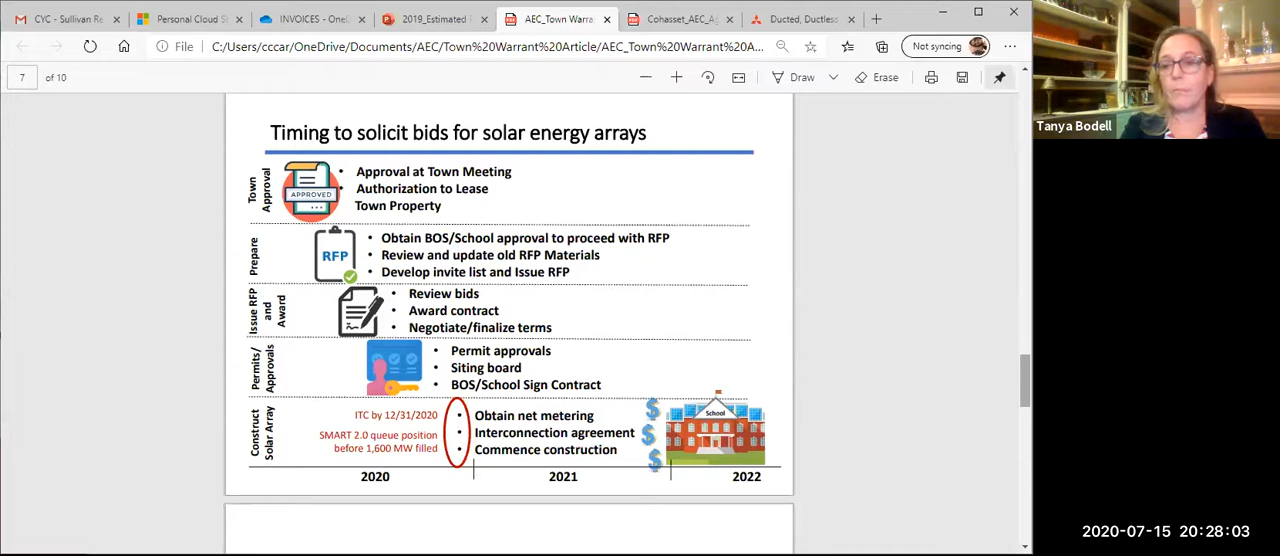 CYC - Sullivan Re
Personal Cloud S
INVOICES - OneD
2019_Estimated F
AEC_Town Warra
Cohasset_AEC_Ag
Ducted, Ductless
File
C:/Users/cccar/OneDrive/Documents/AEC/Town%20Warrant%20Article/AEC_Town%20Warrant%20A...
Not syncing
7 of 10
Draw
Erase
Tanya Bodell
Timing to solicit bids for solar energy arrays
Town
Approval
APPROVED
• Approval at Town Meeting
• Authorization to Lease
Town Property
Prepare
RFP
• Obtain BOS/School approval to proceed with RFP
• Review and update old RFP Materials
• Develop invite list and Issue RFP
Issue RFP
and
Award
• Review bids
• Award contract
• Negotiate/finalize terms
Permits/
Approvals
• Permit approvals
• Siting board
• BOS/School Sign Contract
Construct
Solar Array
ITC by 12/31/2020
SMART 2.0 queue position
before 1,600 MW filled
• Obtain net metering
• Interconnection agreement
• Commence construction
$
$
$
School
2020
2021
2022
2020-07-15 20:28:03